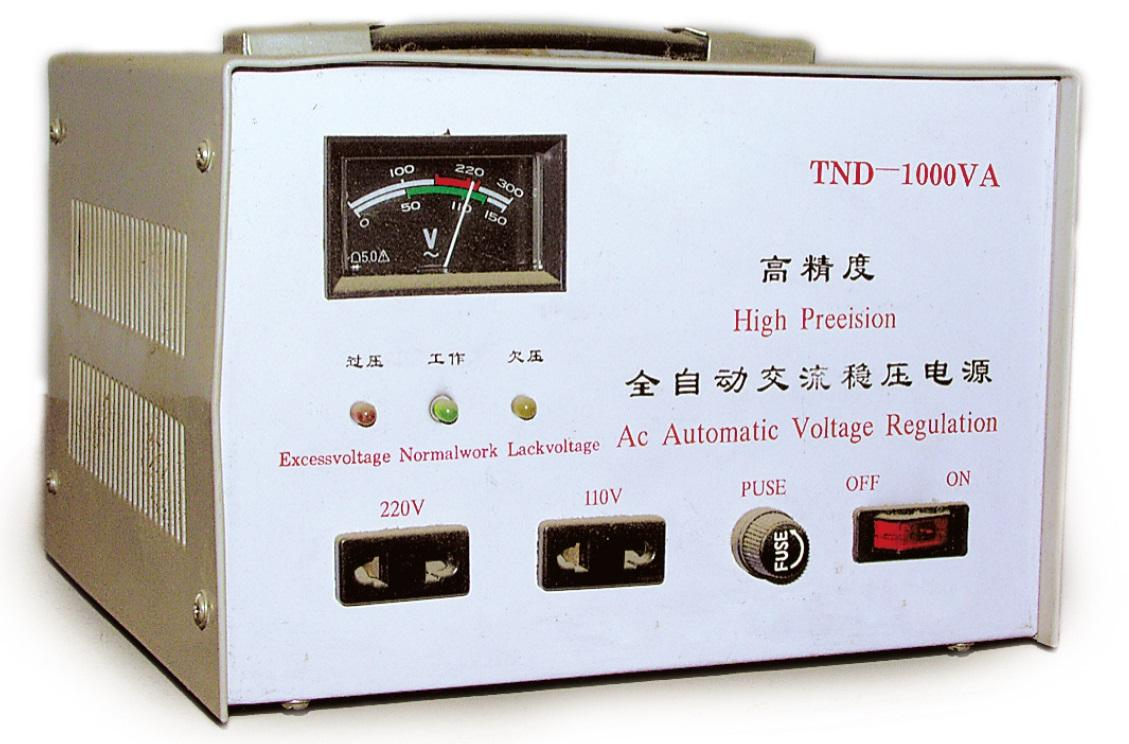 TND—1000VA
100 220 300
0 50 110 150
V
~
5.0
高精度
High Preeision
过压 工作 欠压
全自动交流稳压电源
Excessvoltage Normalwork Lackvoltage
Ac Automatic Voltage Regulation
220V
110V
PUSE
OFF
ON
FUSE